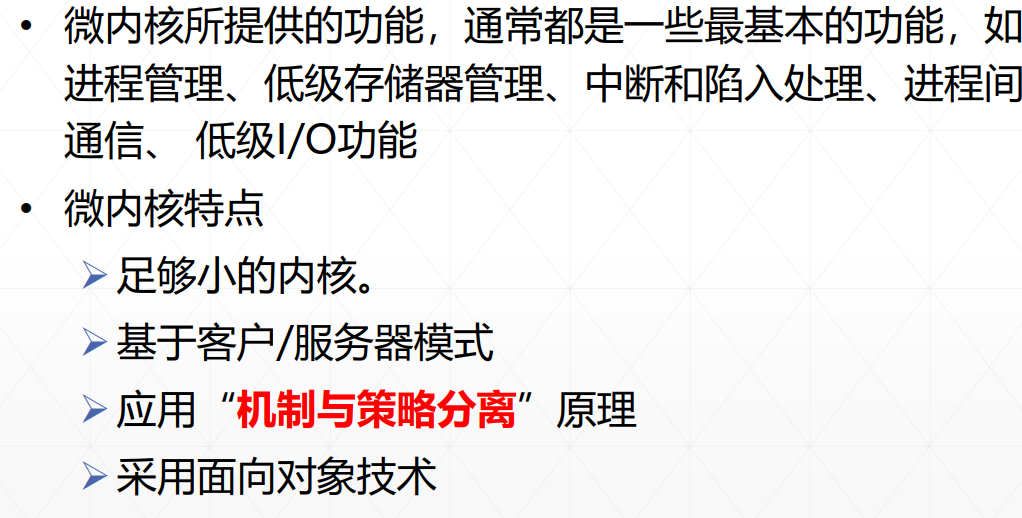 • 微内核所提供的功能，通常都是一些最基本的功能，如
进程管理、低级存储器管理、中断和陷入处理、进程间
通信、 低级I/O功能
• 微内核特点
➢ 足够小的内核。
➢ 基于客户/服务器模式
➢ 应用“机制与策略分离”原理
➢ 采用面向对象技术